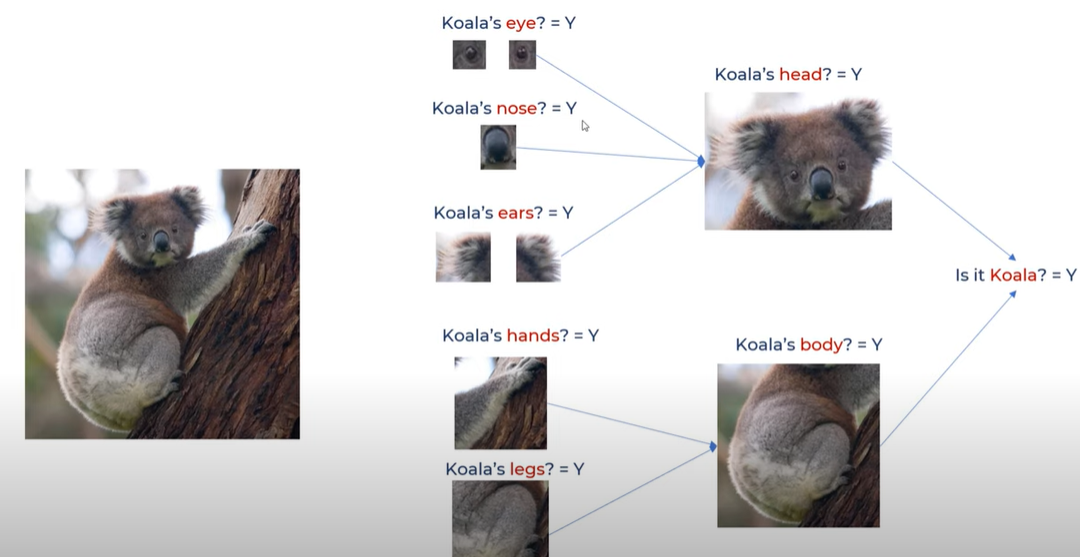 Koala's eye? = Y
Koala's nose? = Y
Koala's ears? = Y
Koala's hands? = Y
Koala's legs? = Y
Koala's head? = Y
Koala's body? = Y
Is it Koala? = Y